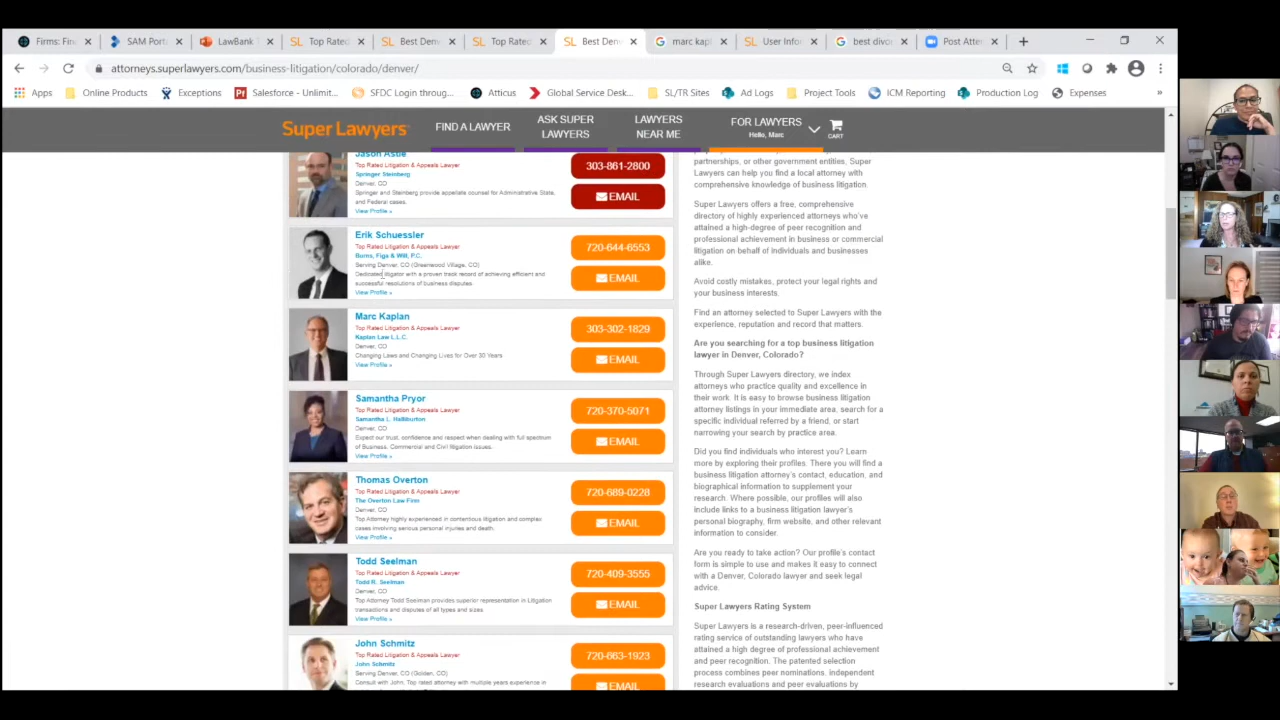 Firms: Fin
SAM Port
LawBank
Top Rated
Best Den
Top Rated
Best Den
marc kapl
User Info
best divo
Post Atte
attorneys.superlawyers.com/business-litigation/colorado/denver/
Apps
Online Products
Exceptions
Salesforce - Unlimit...
SFDC Login throug...
Atticus
Global Service Desk...
SL/TR Sites
Ad Logs
Project Tools
ICM Reporting
Production Log
Expenses
»
Super Lawyers
FIND A LAWYER
ASK SUPER
LAWYERS
LAWYERS
NEAR ME
FOR LAWYERS
Hello, Marc
CART
Jason Astle
Top Rated Litigation & Appeals Lawyer
Springer Steinberg
Denver, CO
Springer and Steinberg provide appellate counsel for Administrative State,
and Federal cases.
View Profile »
303-861-2800
EMAIL
Erik Schuessler
Top Rated Litigation & Appeals Lawyer
Burns, Figa & Will, P.C.
Serving Denver, CO (Greenwood Village, CO)
Dedicated litigator with a proven track record of achieving efficient and
successful resolutions of business disputes.
View Profile »
720-644-6553
EMAIL
Marc Kaplan
Top Rated Litigation & Appeals Lawyer
Kaplan Law L.L.C.
Denver, CO
Changing Laws and Changing Lives for Over 30 Years
View Profile »
303-302-1829
EMAIL
Samantha Pryor
Top Rated Litigation & Appeals Lawyer
Samantha L. Halliburton
Denver, CO
Expect our trust, confidence and respect when dealing with full spectrum
of Business, Commercial and Civil litigation issues.
View Profile »
720-370-5071
EMAIL
Thomas Overton
Top Rated Litigation & Appeals Lawyer
The Overton Law Firm
Denver, CO
Top Attorney highly experienced in contentious litigation and complex
cases involving serious personal injuries and death.
View Profile »
720-689-0228
EMAIL
Todd Seelman
Top Rated Litigation & Appeals Lawyer
Todd R. Seelman
Denver, CO
Top Attorney Todd Seelman provides superior representation in Litigation
transactions and disputes of all types and sizes.
View Profile »
720-409-3555
EMAIL
John Schmitz
Top Rated Litigation & Appeals Lawyer
John Schmitz
Serving Denver, CO (Golden, CO)
Consult with John, Top rated attorney with multiple years experience in
720-663-1923
EMAIL
partnerships, or other government entities, Super
Lawyers can help you find a local attorney with
comprehensive knowledge of business litigation.
Super Lawyers offers a free, comprehensive
directory of highly experienced attorneys who've
attained a high-degree of peer recognition and
professional achievement in business or commercial
litigation on behalf of individuals and businesses
alike.
Avoid costly mistakes, protect your legal rights and
your business interests.
Find an attorney selected to Super Lawyers with the
experience, reputation and record that matters.
Are you searching for a top business litigation
lawyer in Denver, Colorado?
Through Super Lawyers directory, we index
attorneys who practice quality and excellence in
their work. It is easy to browse business litigation
attorney listings in your immediate area, search for a
specific individual referred by a friend, or start
narrowing your search by practice area.
Did you find individuals who interest you? Learn
more by exploring their profiles. There you will find a
business litigation attorney's contact, education, and
biographical information to supplement your
research. Where possible, our profiles will also
include links to a business litigation lawyer's
personal biography, firm website, and other relevant
information to consider.
Are you ready to take action? Our profile's contact
form is simple to use and makes it easy to connect
with a Denver, Colorado lawyer and seek legal
advice.
Super Lawyers Rating System
Super Lawyers is a research-driven, peer-influenced
rating service of outstanding lawyers who have
attained a high degree of professional achievement
and peer recognition. The patented selection
process combines peer nominations, independent
research evaluations and peer evaluations by